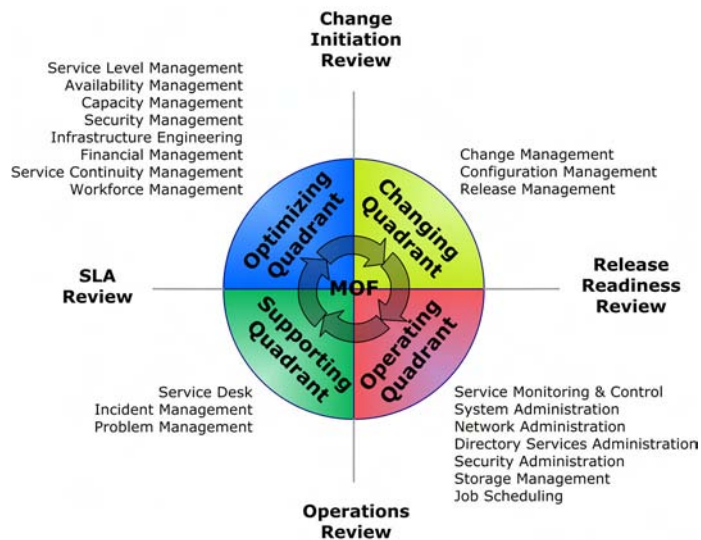 Change
Initiation
Review
Service Level Management
Availability Management
Capacity Management
Security Management
Infrastructure Engineering
Financial Management
Service Continuity Management
Workforce Management
Change Management
Configuration Management
Release Management
Optimizing
Quadrant
Changing
Quadrant
SLA
Review
MOF
Release
Readiness
Review
Supporting
Quadrant
Operating
Quadrant
Service Desk
Incident Management
Problem Management
Service Monitoring & Control
System Administration
Network Administration
Directory Services Administration
Security Administration
Storage Management
Job Scheduling
Operations
Review